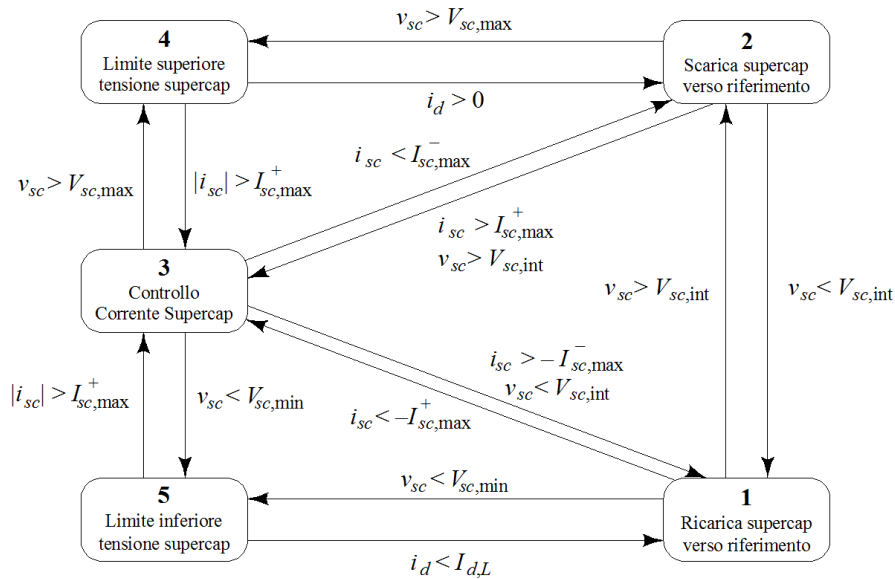 v_sc > V_sc,max
4
Limite superiore
tensione supercap
2
Scarica supercap
verso riferimento
i_d > 0
i_sc < I⁻_sc,max
v_sc > V_sc,max
|i_sc| > I⁺_sc,max
i_sc > I⁺_sc,max
v_sc > V_sc,int
3
Controllo
Corrente Supercap
v_sc > V_sc,int
v_sc < V_sc,int
i_sc > –I⁻_sc,max
v_sc < V_sc,int
|i_sc| > I⁺_sc,max
v_sc < V_sc,min
i_sc < –I⁺_sc,max
v_sc < V_sc,min
5
Limite inferiore
tensione supercap
1
Ricarica supercap
verso riferimento
i_d < I_d,L